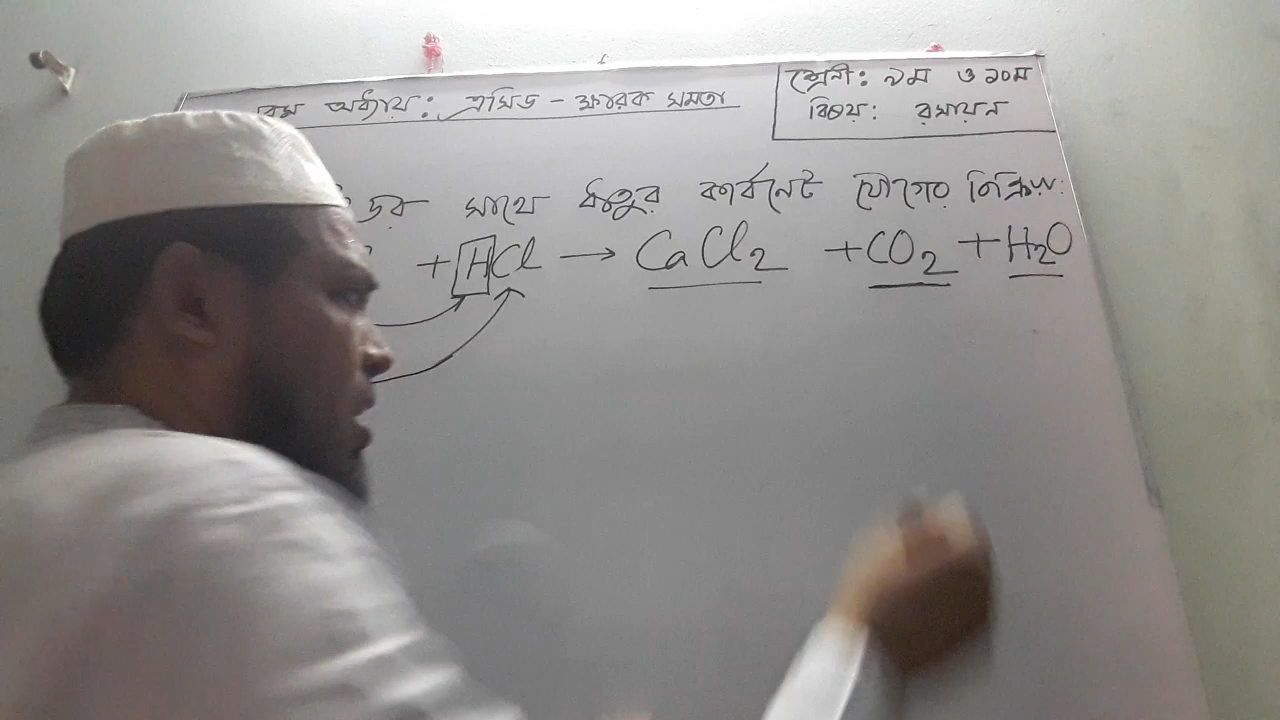 অধ্যায়: এসিড - ক্ষারক সমতা
শ্রেনী: ৯ম ও ১০ম
বিষয়: রসায়ন
ডের সাথে ধাতুর কার্বনেট যৌগের বিক্রিয়া:
+ HCl → CaCl₂ + CO₂ + H₂O